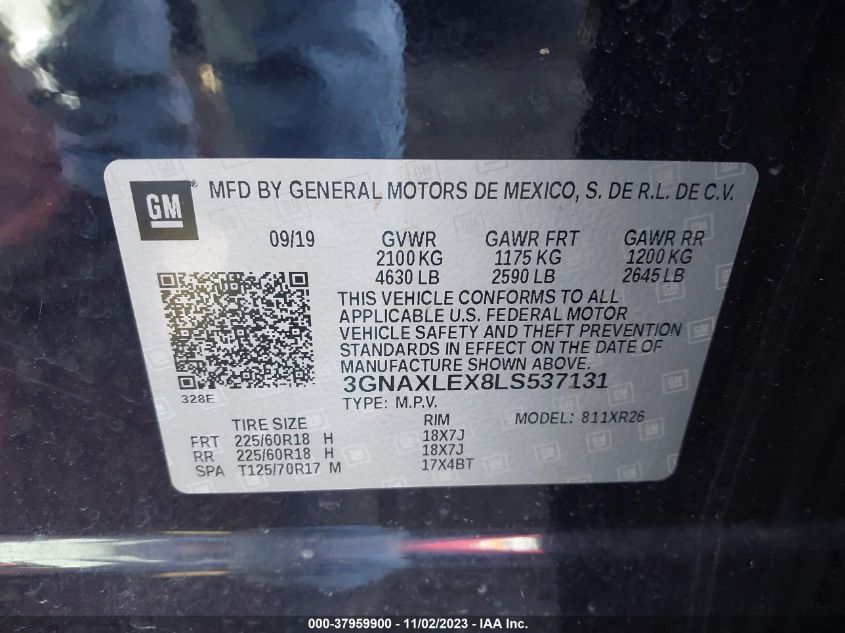 GM ® MFD BY GENERAL MOTORS DE MEXICO, S. DE R.L. DE C.V.
09/19 GVWR GAWR FRT GAWR RR
2100 KG 1175 KG 1200 KG
4630 LB 2590 LB 2645 LB
THIS VEHICLE CONFORMS TO ALL
APPLICABLE U.S. FEDERAL MOTOR
VEHICLE SAFETY AND THEFT PREVENTION
STANDARDS IN EFFECT ON THE DATE OF
MANUFACTURE SHOWN ABOVE.
3GNAXLEX8LS537131
328E TYPE: M.P.V. MODEL: 811XR26
TIRE SIZE RIM
FRT 225/60R18 H 18X7J
RR 225/60R18 H 18X7J
SPA T125/70R17 M 17X4BT
000-37959900 - 11/02/2023 - IAA Inc.